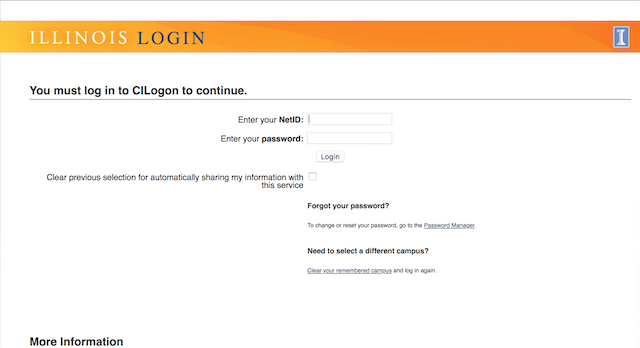 ILLINOIS LOGIN
I
You must log in to CILogon to continue.
Enter your NetID:
Enter your password:
Login
Clear previous selection for automatically sharing my information with
this service
Forgot your password?
To change or reset your password, go to the Password Manager.
Need to select a different campus?
Clear your remembered campus and log in again.
More Information